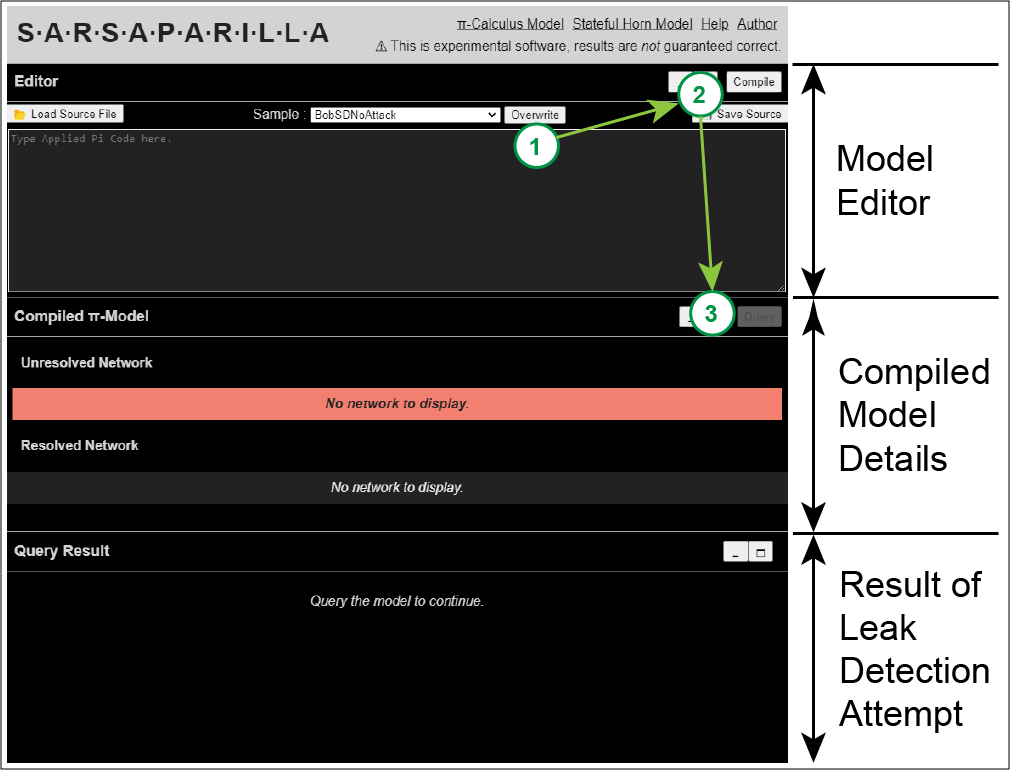 S·A·R·S·A·P·A·R·I·L·L·A
π-Calculus Model Stateful Horn Model Help Author
⚠ This is experimental software, results are not guaranteed correct.
Editor
Compile
Load Source File
Sample : BobSDNoAttack
Overwrite
Save Source
Type Applied Pi Code here.
1
2
3
Model
Editor
Compiled π-Model
Query
Unresolved Network
No network to display.
Resolved Network
No network to display.
Compiled
Model
Details
Query Result
Query the model to continue.
Result of
Leak
Detection
Attempt